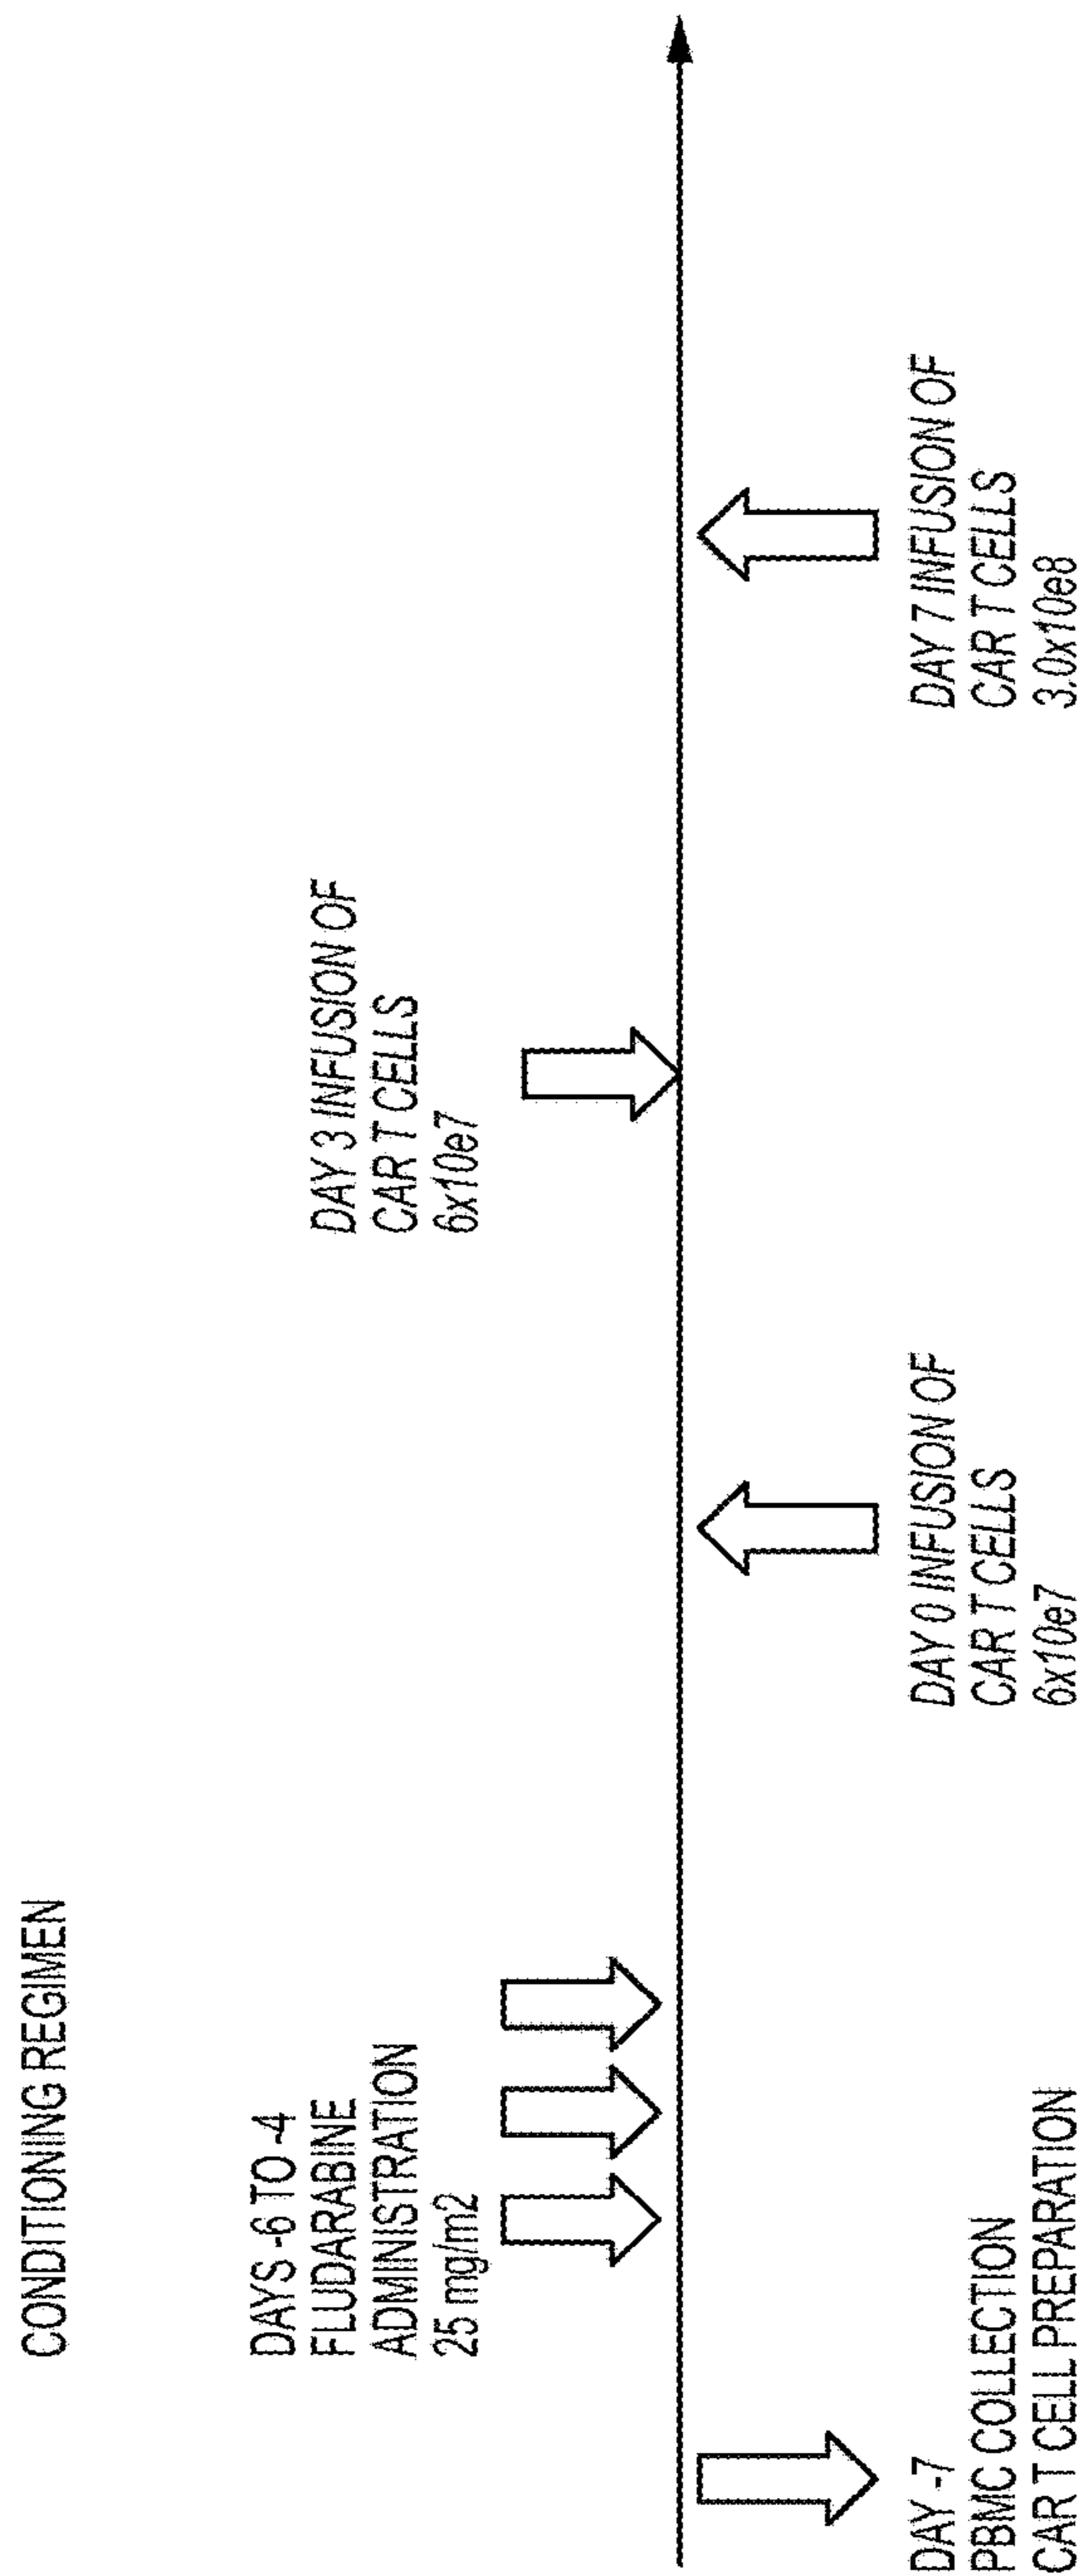 CONDITIONING REGIMEN
DAYS -6 TO -4
FLUDARABINE
ADMINISTRATION
25 mg/m2
DAY 3 INFUSION OF
CAR T CELLS
6x10e7
DAY -7
PBMC COLLECTION
CAR T CELL PREPARATION
DAY 0 INFUSION OF
CAR T CELLS
6x10e7
DAY 7 INFUSION OF
CAR T CELLS
3.0x10e8